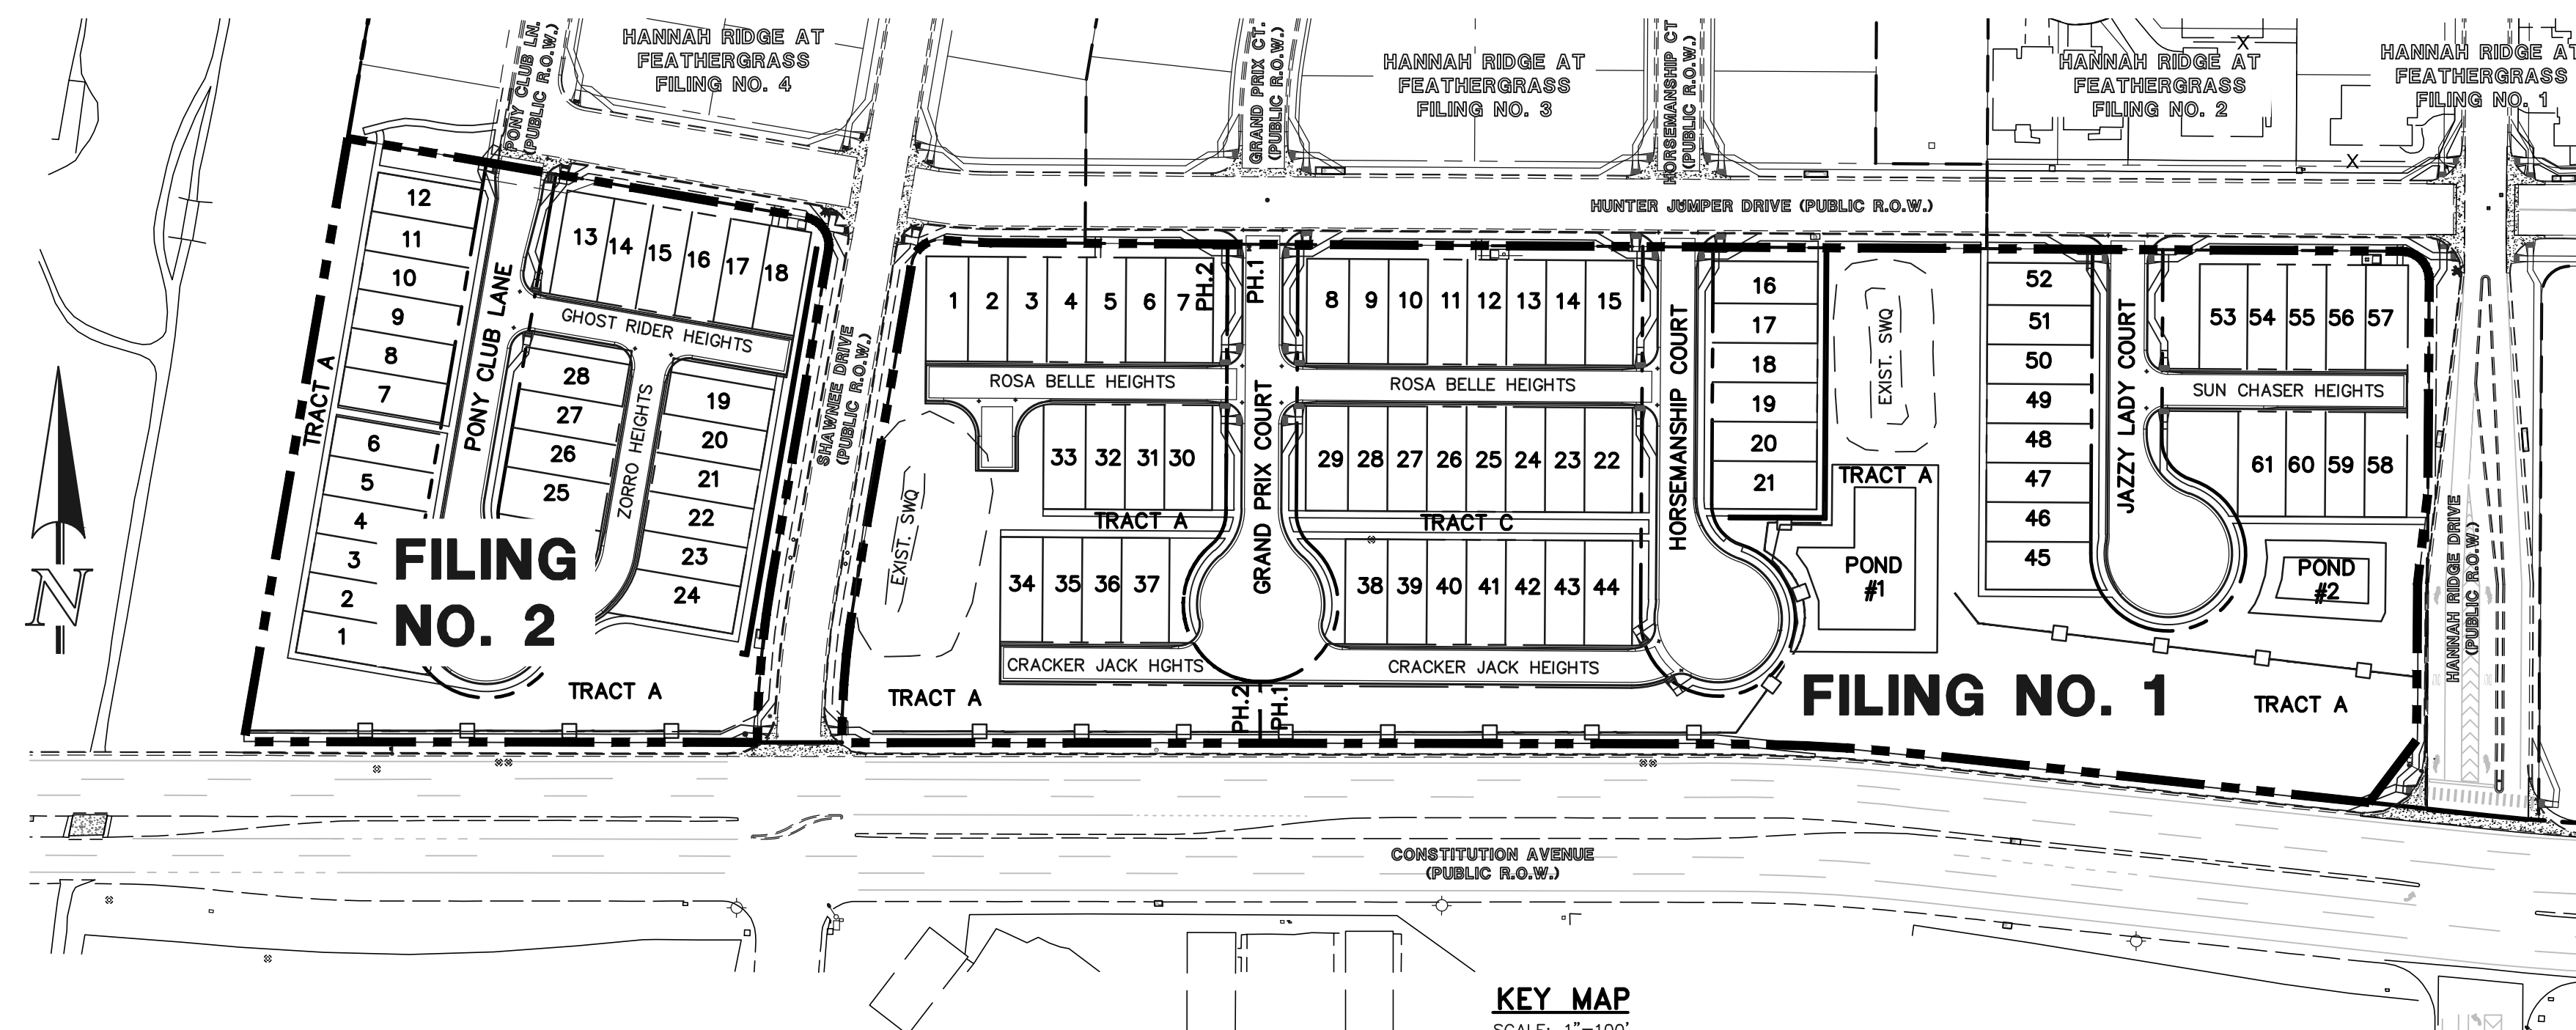 PONY CLUB LN.
(PUBLIC R.O.W.)
HANNAH RIDGE AT
FEATHERGRASS
FILING NO. 4
GRAND PRIX CT.
(PUBLIC R.O.W.)
HANNAH RIDGE AT
FEATHERGRASS
FILING NO. 3
HORSEMANSHIP CT
(PUBLIC R.O.W.)
HANNAH RIDGE AT
FEATHERGRASS
FILING NO. 2
HANNAH RIDGE AT
FEATHERGRASS
FILING NO. 1
X
X
HUNTER JUMPER DRIVE (PUBLIC R.O.W.)
12
11
10
9
8
7
6
5
4
3
2
1
TRACT A
PONY CLUB LANE
13 14 15 16 17 18
GHOST RIDER HEIGHTS
28
27
26
25
ZORRO HEIGHTS
19
20
21
22
23
24
FILING
NO. 2
TRACT A
N
SHAWNEE DRIVE
(PUBLIC R.O.W.)
1 2 3 4 5 6 7
PH.2
PH.1
8 9 10 11 12 13 14 15
ROSA BELLE HEIGHTS
ROSA BELLE HEIGHTS
EXIST. SWQ
33 32 31 30
GRAND PRIX COURT
29 28 27 26 25 24 23 22
TRACT A
TRACT C
34 35 36 37
38 39 40 41 42 43 44
CRACKER JACK HGHTS
CRACKER JACK HEIGHTS
TRACT A
PH.2
PH.1
HORSEMANSHIP COURT
16
17
18
19
20
21
EXIST. SWQ
TRACT A
POND
#1
52
51
50
49
48
47
46
45
JAZZY LADY COURT
53 54 55 56 57
SUN CHASER HEIGHTS
61 60 59 58
POND
#2
HANNAH RIDGE DRIVE
(PUBLIC R.O.W.)
FILING NO. 1
TRACT A
CONSTITUTION AVENUE
(PUBLIC R.O.W.)
KEY MAP
SCALE: 1"=100'